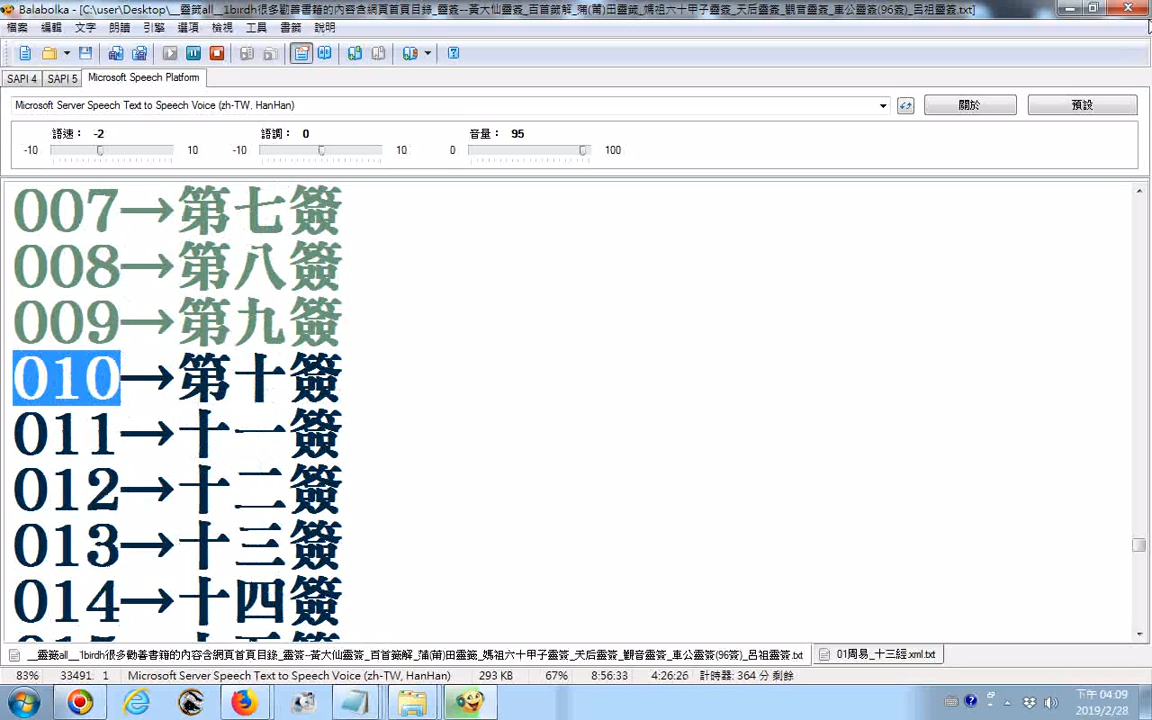 Balabolka - [C:\user\Desktop\__靈籤all__1birdh很多勸善書籍的內容含網頁首頁目錄_靈簽--黃大仙靈簽_百首籤解_蒲(莆)田靈籤_媽祖六十甲子靈簽_天后靈簽_觀音靈簽_車公靈簽(96簽)_呂祖靈簽.txt]
檔案 編輯 文字 朗讀 引擎 選項 檢視 工具 書籤 說明
SAPI 4 SAPI 5 Microsoft Speech Platform
Microsoft Server Speech Text to Speech Voice (zh-TW, HanHan) 關於 預設
語速： -2 語調： 0 音量： 95
-10 10 -10 10 0 100
007→第七簽
008→第八簽
009→第九簽
010→第十簽
011→十一簽
012→十二簽
013→十三簽
014→十四簽
015→十五簽
__靈籤all__1birdh很多勸善書籍的內容含網頁首頁目錄_靈簽--黃大仙靈簽_百首籤解_蒲(莆)田靈籤_媽祖六十甲子靈簽_天后靈簽_觀音靈簽_車公靈簽(96簽)_呂祖靈簽.txt 01周易_十三經.xml.txt
83% 33491: 1 Microsoft Server Speech Text to Speech Voice (zh-TW, HanHan) 293 KB 67% 8:56:33 4:26:26 計時器: 364 分 剩餘
下午 04:09
2019/2/28